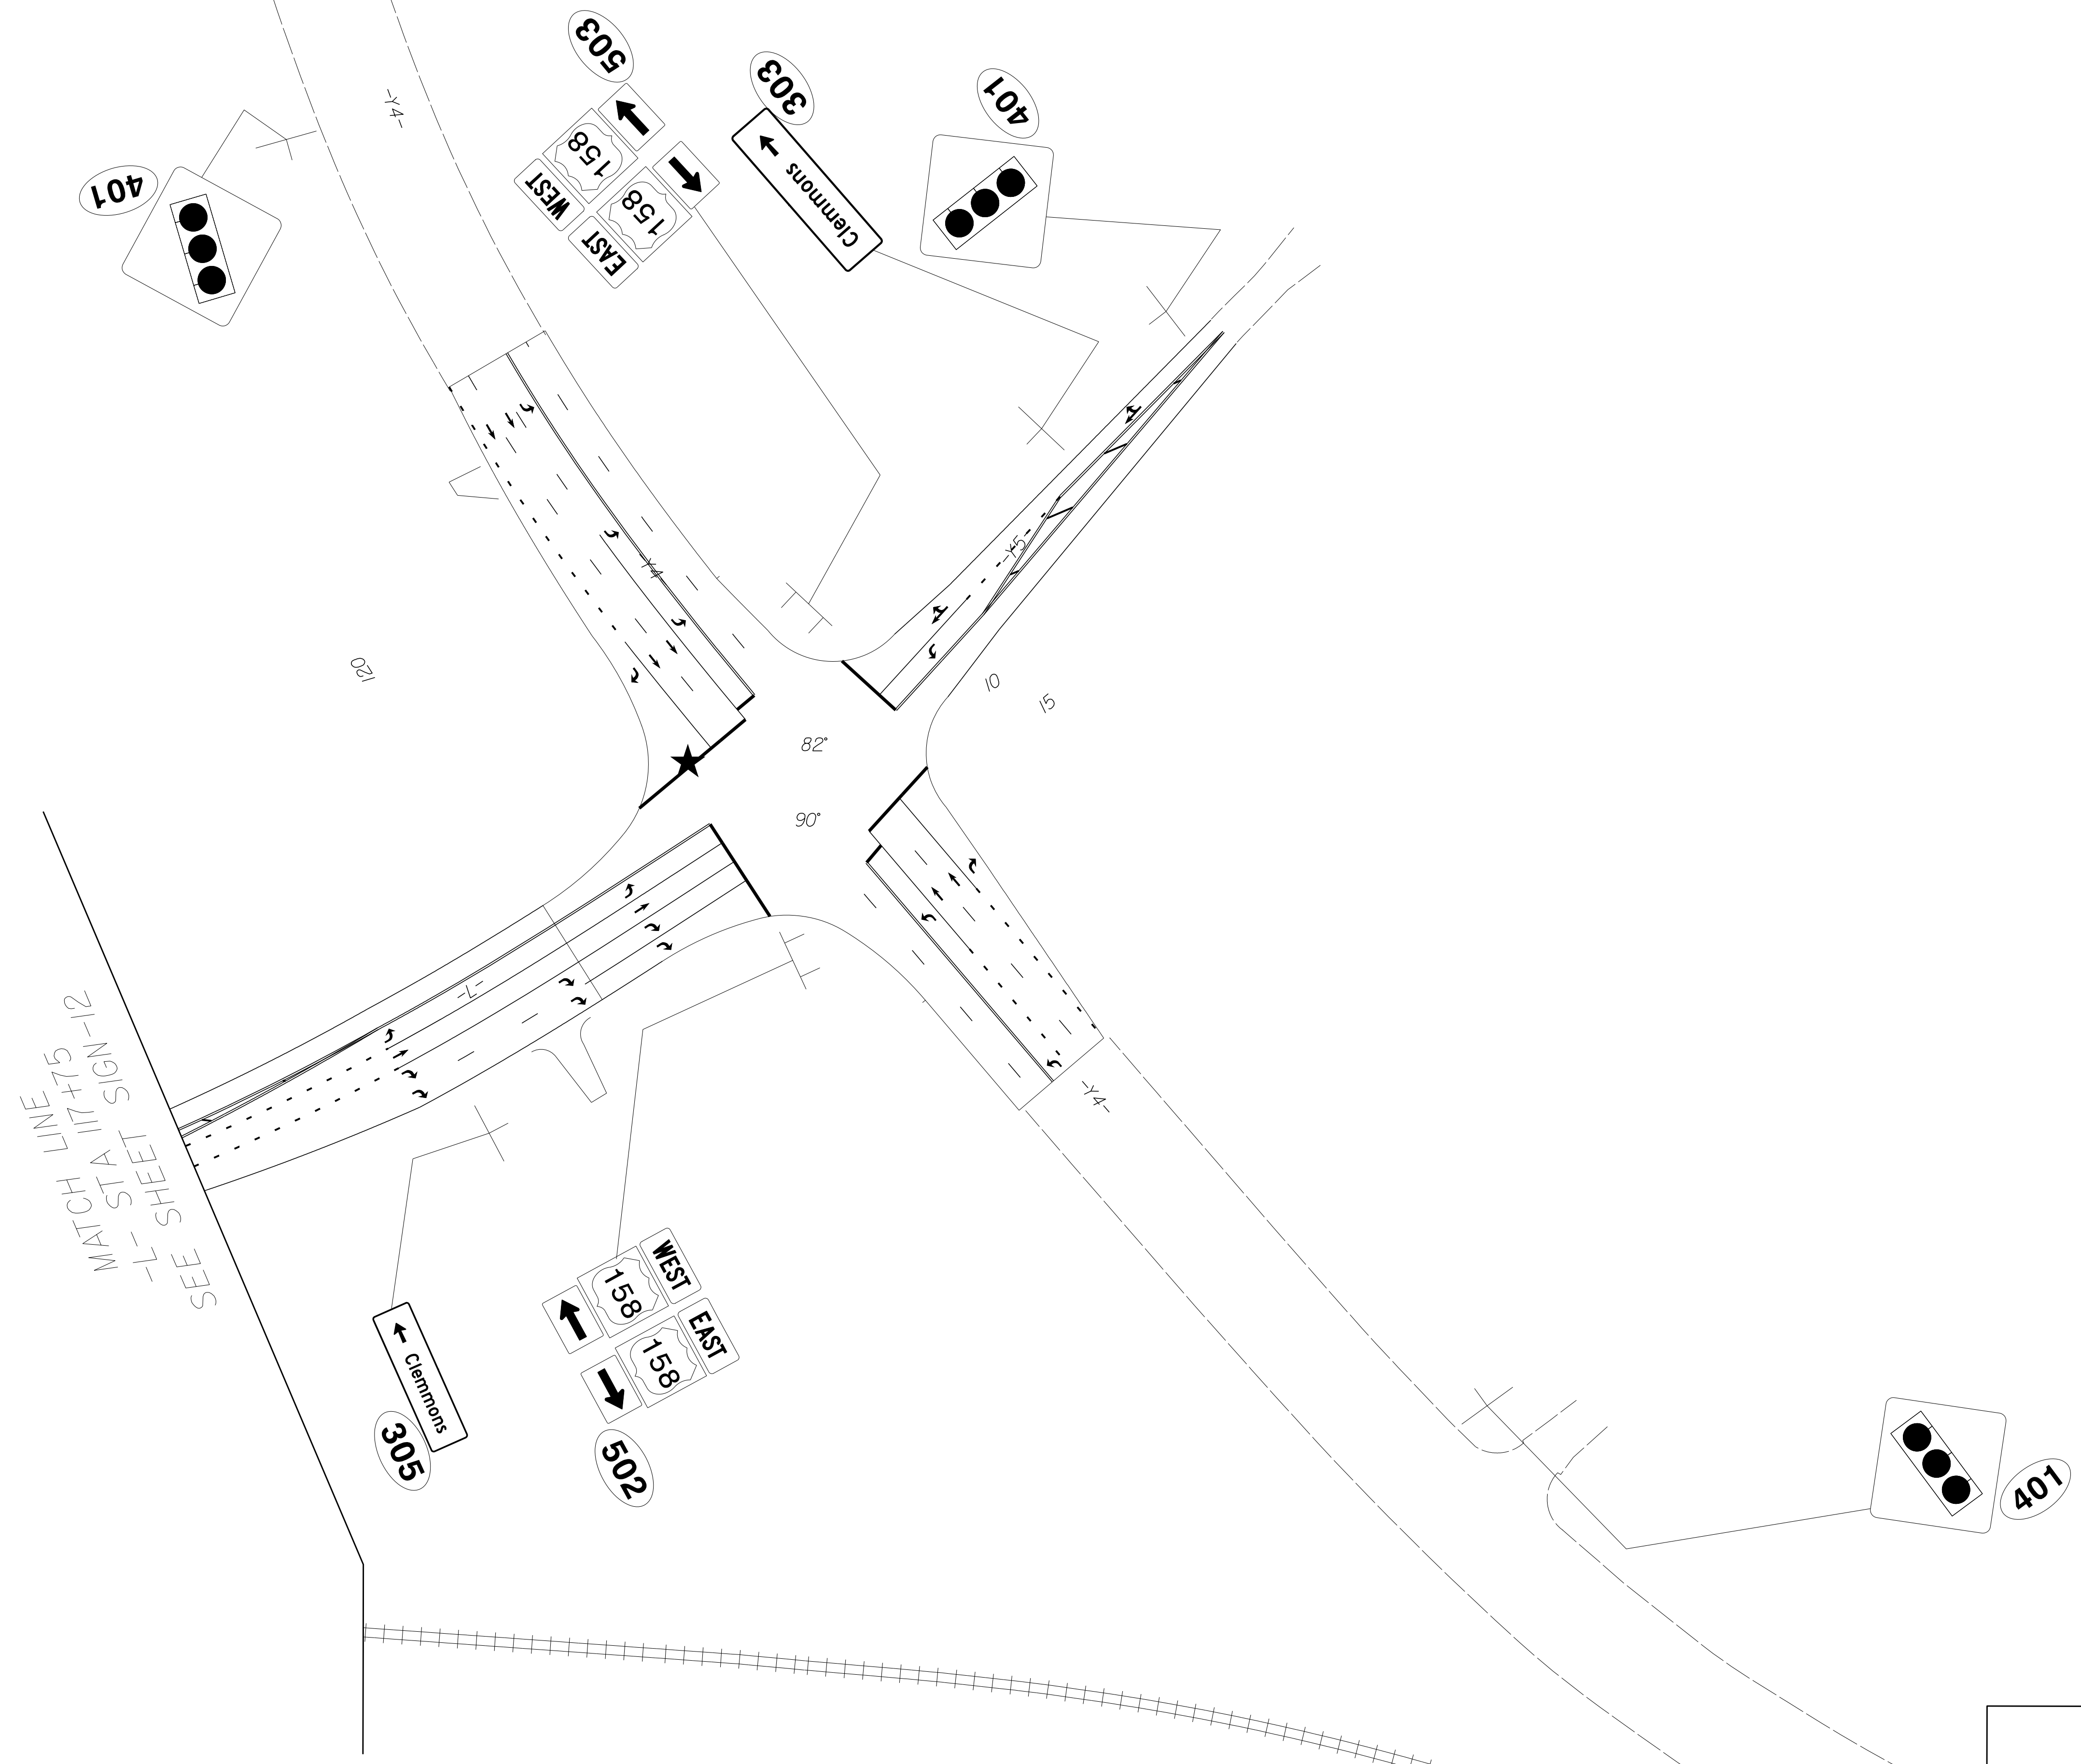 503
303
401
-Y4-
158
WEST
158
EAST
Clemmons
401
-Y5-
-Y4-
120
10
15
82°
90°
-L-
MATCH LINE
-L- STA 117+75
SEE SHEET SIGN-12
-Y4-
WEST
158
EAST
158
Clemmons
305
502
401